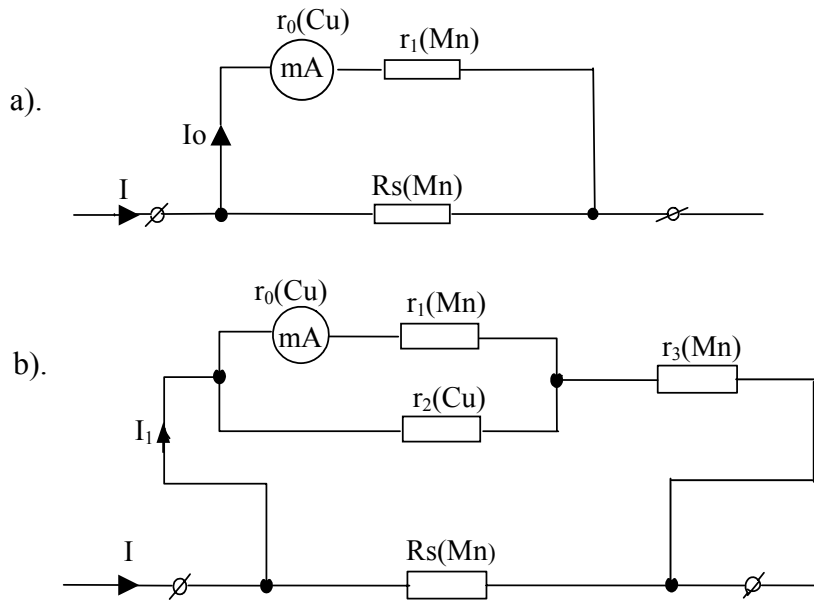 r₀(Cu)
r₁(Mn)
mA
a).
Io
I
Rs(Mn)
r₀(Cu)
r₁(Mn)
mA
r₃(Mn)
b).
r₂(Cu)
I₁
Rs(Mn)
I